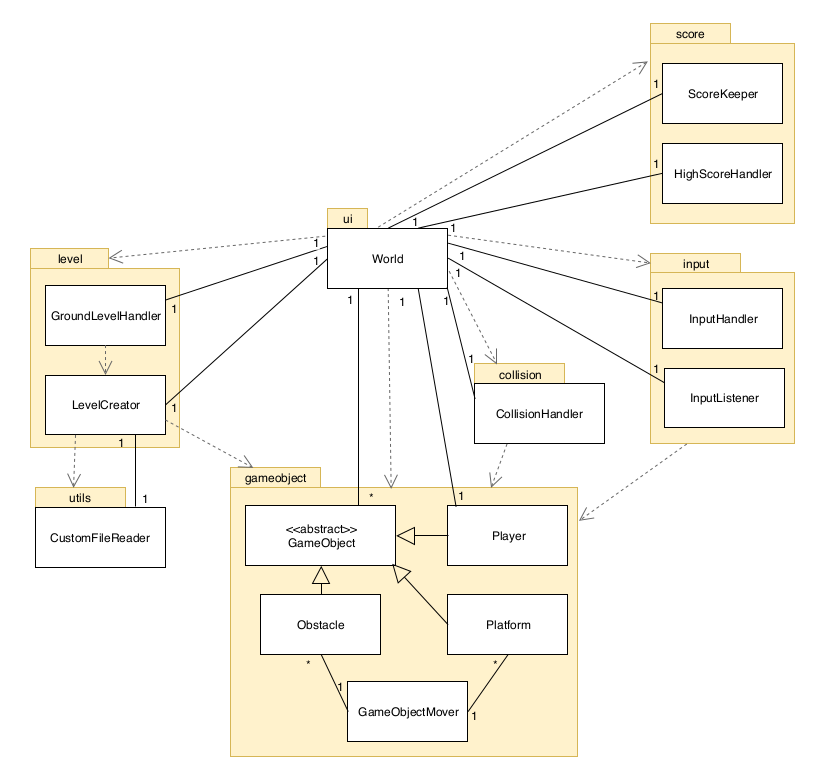 score
1
ScoreKeeper
1
HighScoreHandler
ui
1
1
World
level
1
1
1
1
input
GroundLevelHandler
1
1
1
1
1
InputHandler
collision
1
1
InputListener
LevelCreator
1
CollisionHandler
1
gameobject
utils
1
*
1
CustomFileReader
<<abstract>>
GameObject
Player
Obstacle
Platform
*
*
1
GameObjectMover
1